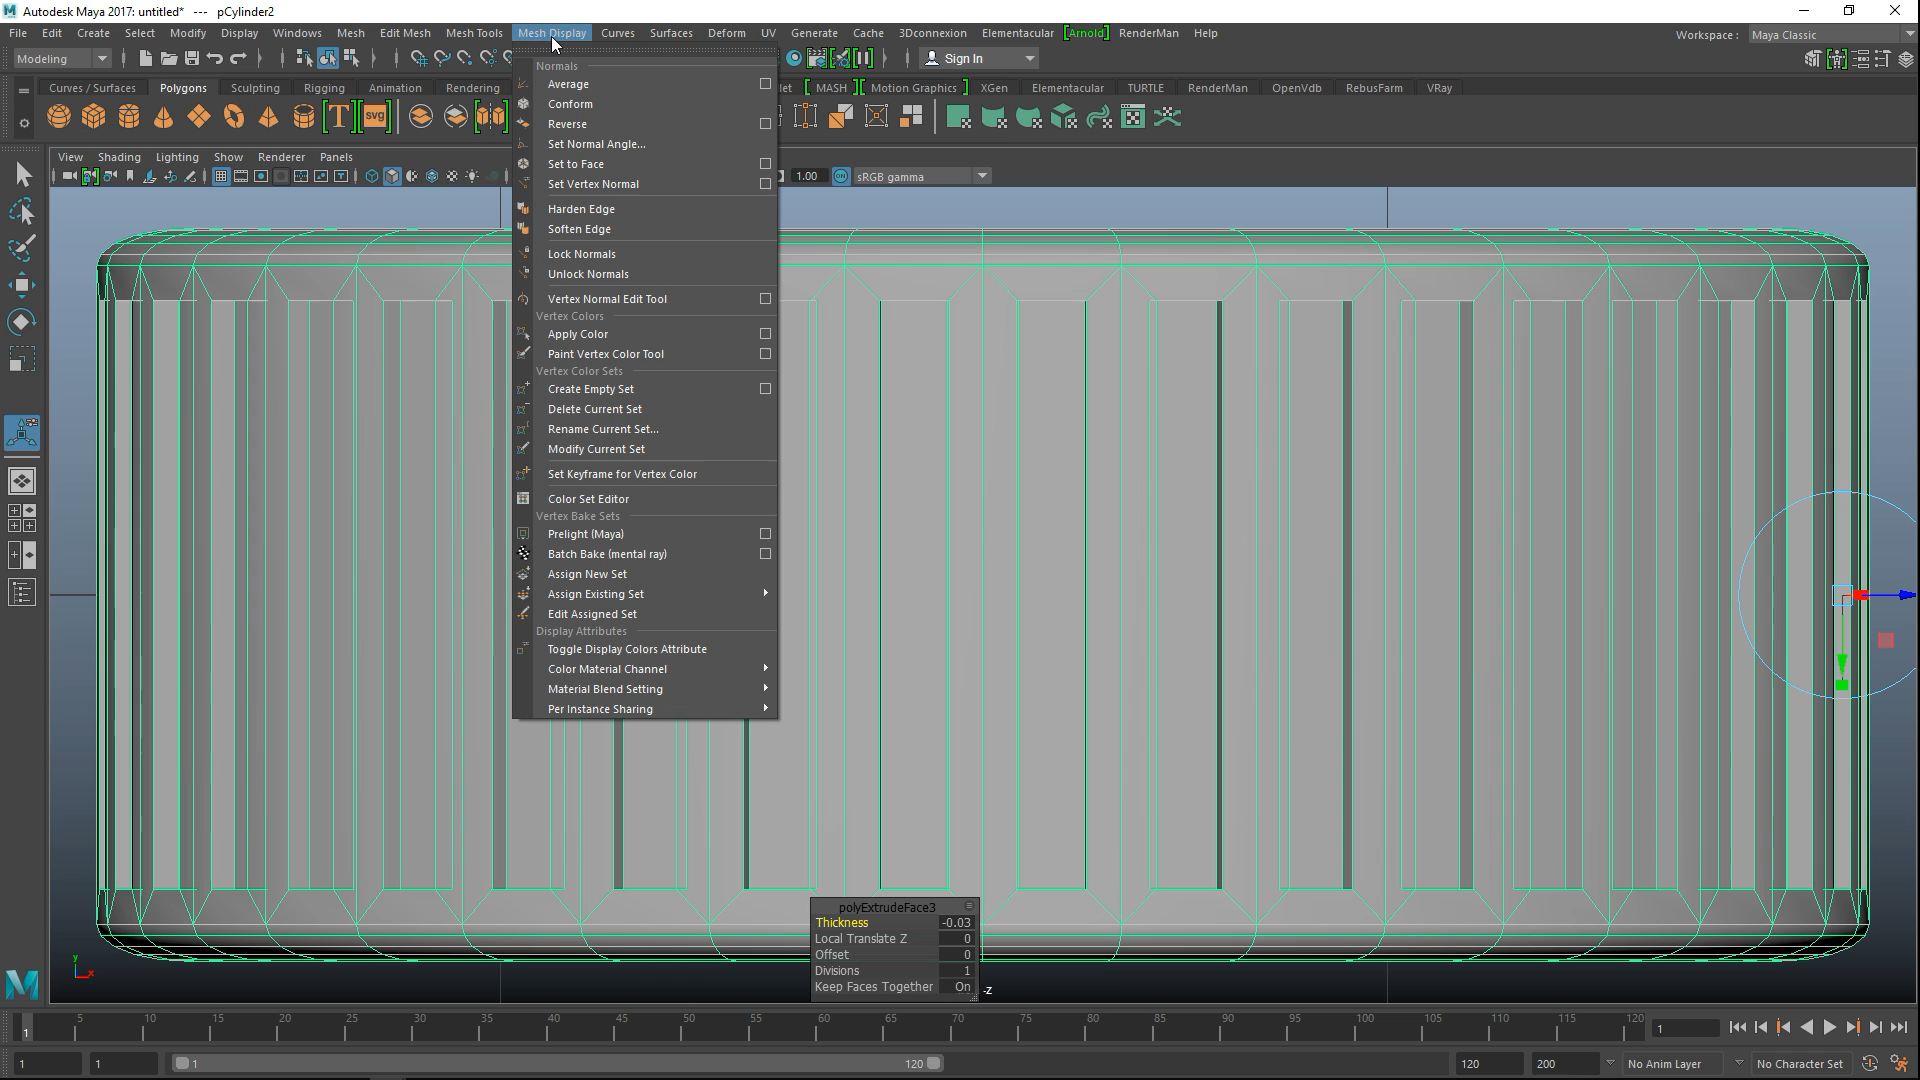 Autodesk Maya 2017: untitled* --- pCylinder2
File Edit Create Select Modify Display Windows Mesh Edit Mesh Mesh Tools Mesh Display Curves Surfaces Deform UV Generate Cache 3Dconnexion Elementacular [Arnold] RenderMan Help Workspace : Maya Classic
Modeling Sign In
Curves / Surfaces Polygons Sculpting Rigging Animation Rendering MASH Motion Graphics XGen Elementacular TURTLE RenderMan OpenVdb RebusFarm VRay
T svg
View Shading Lighting Show Renderer Panels
1.00 ON sRGB gamma
Normals
Average
Conform
Reverse
Set Normal Angle...
Set to Face
Set Vertex Normal
Harden Edge
Soften Edge
Lock Normals
Unlock Normals
Vertex Normal Edit Tool
Vertex Colors
Apply Color
Paint Vertex Color Tool
Vertex Color Sets
Create Empty Set
Delete Current Set
Rename Current Set...
Modify Current Set
Set Keyframe for Vertex Color
Color Set Editor
Vertex Bake Sets
Prelight (Maya)
Batch Bake (mental ray)
Assign New Set
Assign Existing Set
Edit Assigned Set
Display Attributes
Toggle Display Colors Attribute
Color Material Channel
Material Blend Setting
Per Instance Sharing
polyExtrudeFace3
Thickness -0.03
Local Translate Z 0
Offset 0
Divisions 1
Keep Faces Together On
y
x
-z
M
5 10 15 20 25 30 35 40 45 50 55 60 65 70 75 80 85 90 95 100 105 110 115 120
1 1
1 1 1 120 120 200 No Anim Layer No Character Set